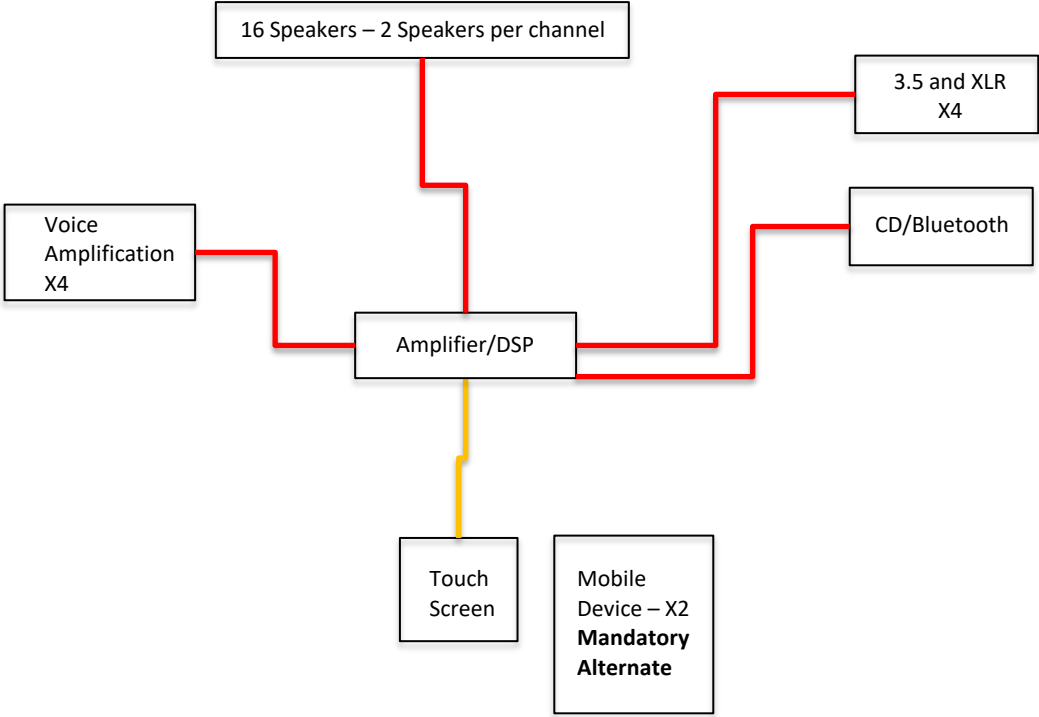 16 Speakers – 2 Speakers per channel
3.5 and XLR
X4
Voice
Amplification
X4
CD/Bluetooth
Amplifier/DSP
Touch
Screen
Mobile
Device – X2
Mandatory
Alternate